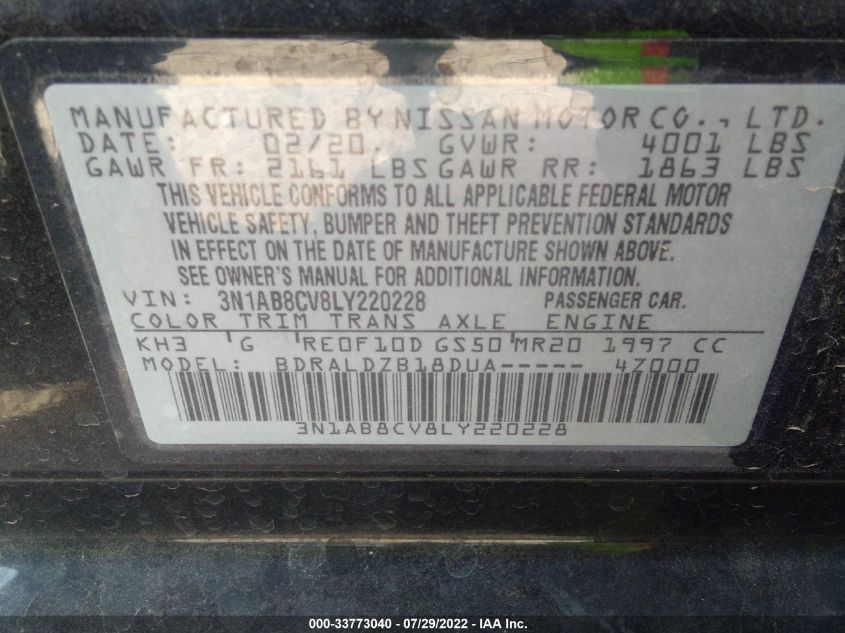 MANUFACTURED BY NISSAN MOTOR CO., LTD.
DATE: 02/20. GVWR: 4001 LBS
GAWR FR: 2161 LBS GAWR RR: 1863 LBS
THIS VEHICLE CONFORMS TO ALL APPLICABLE FEDERAL MOTOR
VEHICLE SAFETY, BUMPER AND THEFT PREVENTION STANDARDS
IN EFFECT ON THE DATE OF MANUFACTURE SHOWN ABOVE.
SEE OWNER'S MANUAL FOR ADDITIONAL INFORMATION.
VIN: 3N1AB8CV8LY220228 PASSENGER CAR.
COLOR TRIM TRANS AXLE ENGINE
KH3 G RE0F10D GS50 MR20 1997 CC
MODEL: BDRALDZB18DUA----- 4Z000
3N1AB8CV8LY220228
000-33773040 - 07/29/2022 - IAA Inc.